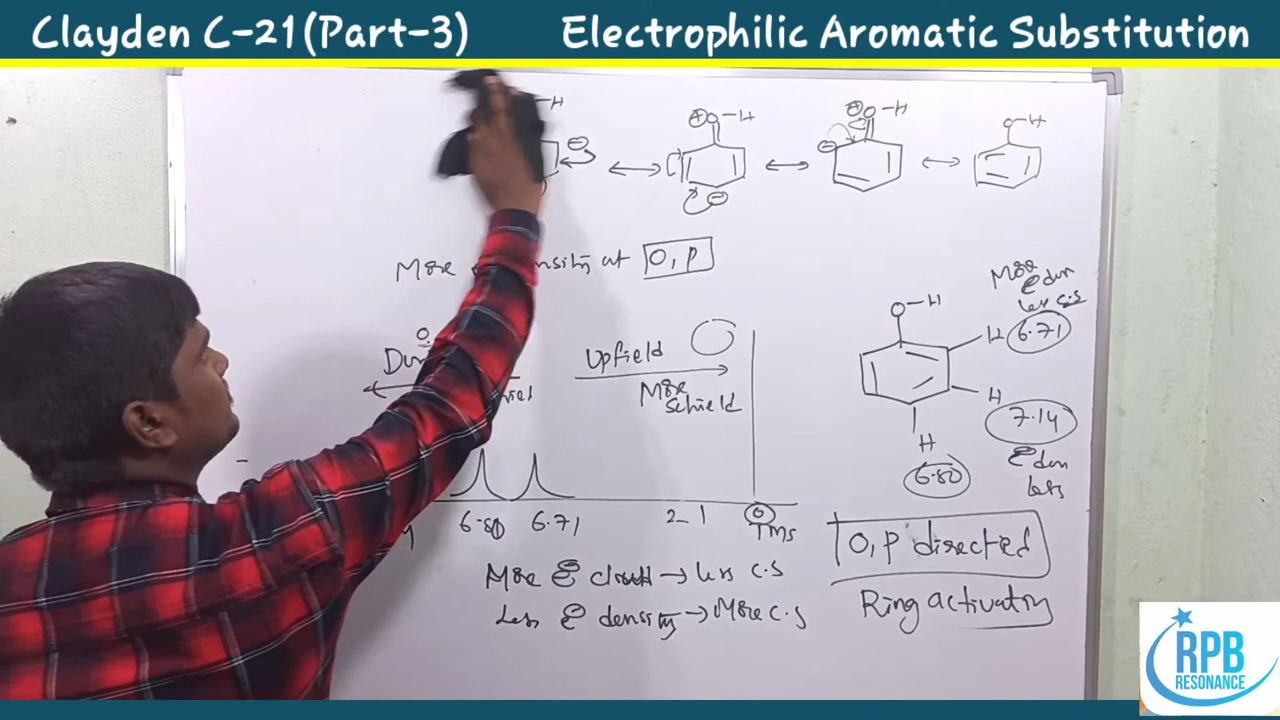 Clayden C-21(Part-3)
Electrophilic Aromatic Substitution
H
⊖
⊕ O-H
⊖
⊕ O-H
⊖
O-H
More
nsity at O, P
O-H
More
e den
less c.s
H 6.71
H
7.14
e den
less
H
6.80
Upfield
More
Schield
6.80
6.71
2-1
0
TMS
More e cloud → less c.s
Less e density → More c.s
O, P directed
Ring activating
RPB
RESONANCE